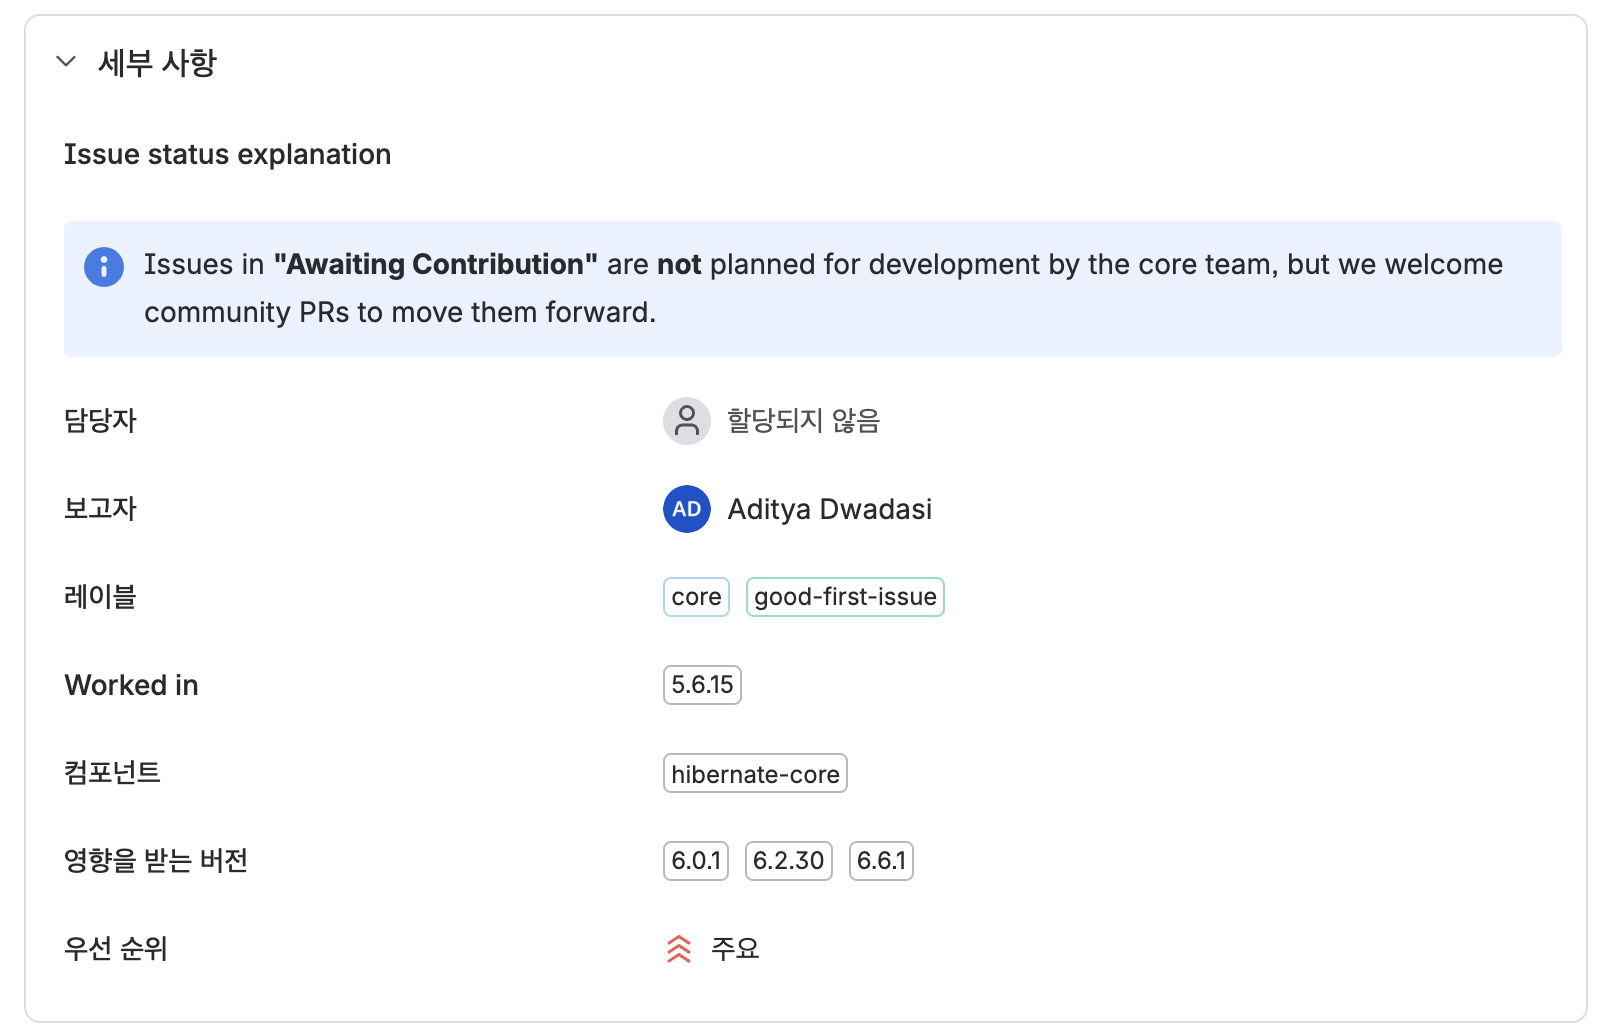 세부 사항
Issue status explanation
Issues in "Awaiting Contribution" are not planned for development by the core team, but we welcome
community PRs to move them forward.
담당자 할당되지 않음
보고자 AD Aditya Dwadasi
레이블 core good-first-issue
Worked in 5.6.15
컴포넌트 hibernate-core
영향을 받는 버전 6.0.1 6.2.30 6.6.1
우선 순위 주요